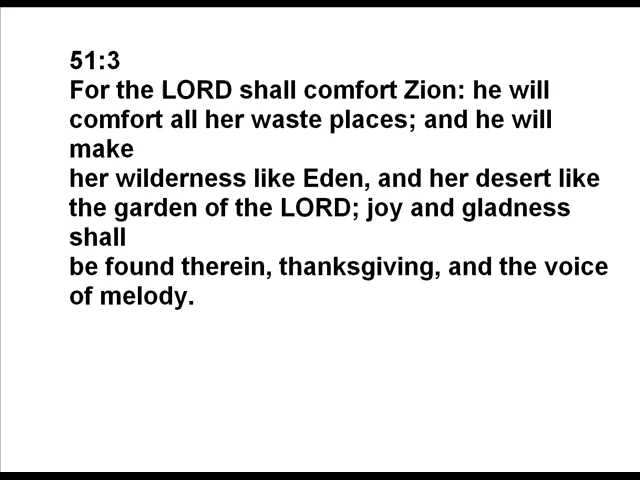 51:3
For the LORD shall comfort Zion: he will
comfort all her waste places; and he will
make
her wilderness like Eden, and her desert like
the garden of the LORD; joy and gladness
shall
be found therein, thanksgiving, and the voice
of melody.